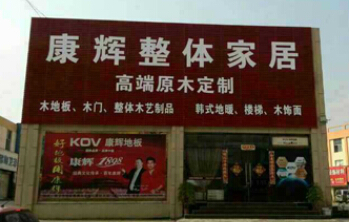 康辉整体家居
高端原木定制
木地板、木门、整体木艺制品 韩式地暖、楼梯、木饰面
KOV 康辉地板
康辉 1898